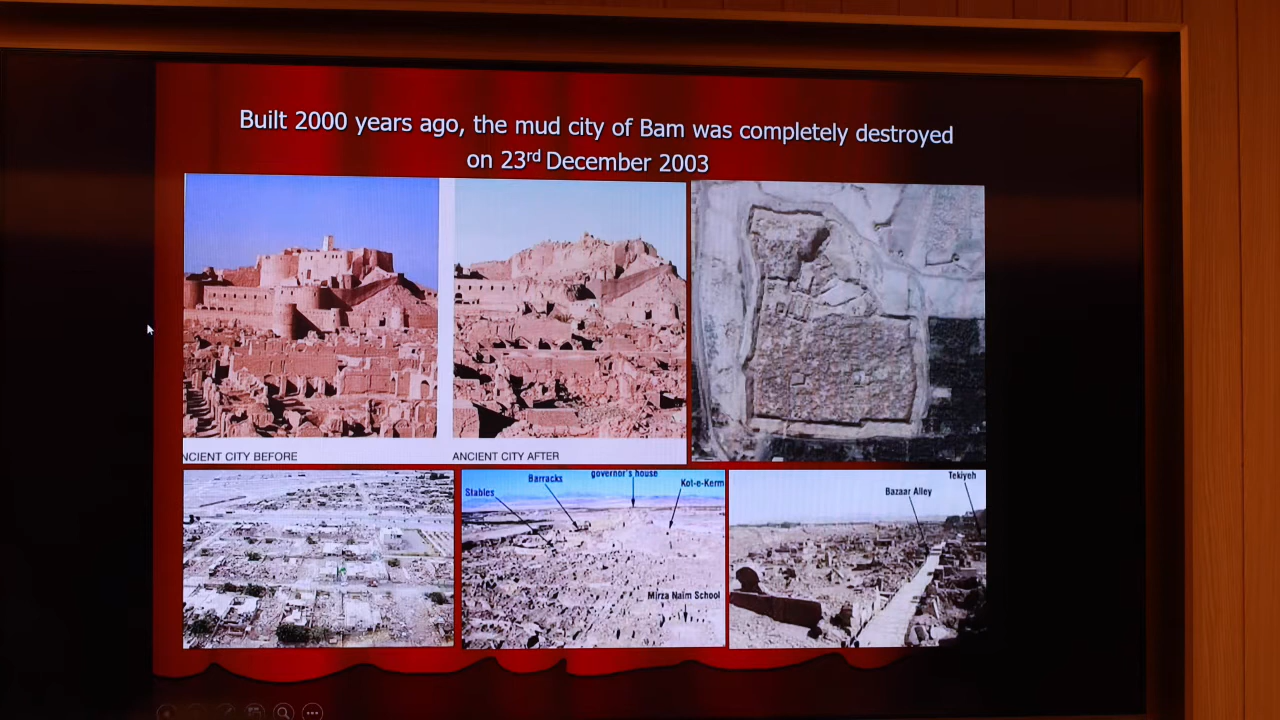 Built 2000 years ago, the mud city of Bam was completely destroyed
on 23rd December 2003
NCIENT CITY BEFORE
ANCIENT CITY AFTER
Stables
Barracks
governor's house
Kot-e-Kerm
Mirza Naim School
Bazaar Alley
Tekiyeh